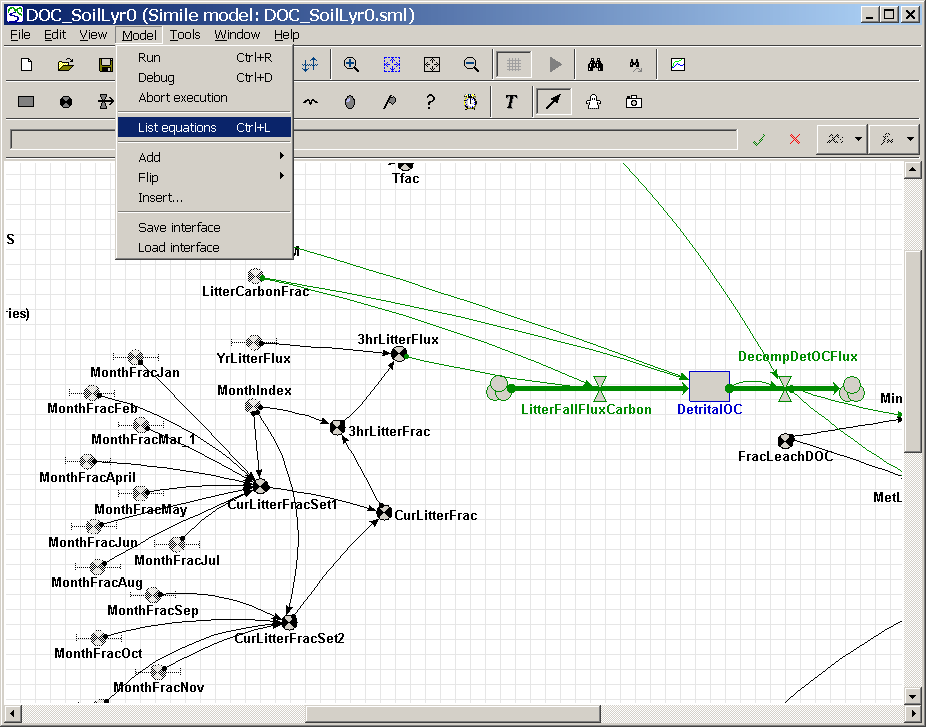 DOC_SoilLyr0 (Simile model: DOC_SoilLyr0.sml)
File Edit View Model Tools Window Help
Run Ctrl+R
Debug Ctrl+D
Abort execution
List equations Ctrl+L
Add
Flip
Insert...
Save interface
Load interface
?
T
Tfac
S
M
LitterCarbonFrac
ries)
3hrLitterFlux
YrLitterFlux
DecompDetOCFlux
MonthFracJan
MonthIndex
Min
MonthFracFeb
LitterFallFluxCarbon
DetritalOC
3hrLitterFrac
MonthFracMar_1
FracLeachDOC
MonthFracApril
MetL
CurLitterFracSet1
MonthFracMay
CurLitterFrac
MonthFracJun
MonthFracJul
MonthFracAug
MonthFracSep
CurLitterFracSet2
MonthFracOct
MonthFracNov